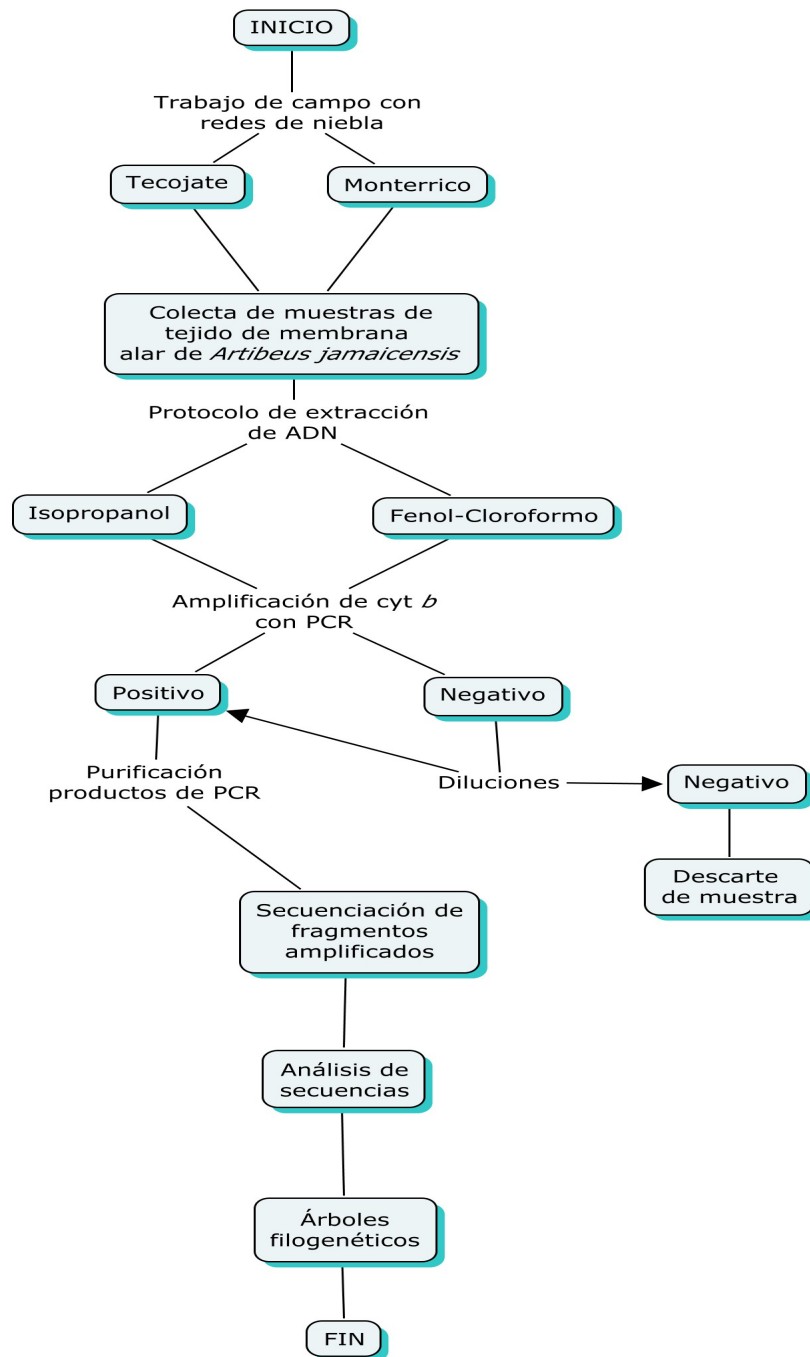 INICIO
Trabajo de campo con
redes de niebla
Tecojate
Monterrico
Colecta de muestras de
tejido de membrana
alar de Artibeus jamaicensis
Protocolo de extracción
de ADN
Isopropanol
Fenol-Cloroformo
Amplificación de cyt b
con PCR
Positivo
Negativo
Purificación
productos de PCR
Diluciones
Negativo
Descarte
de muestra
Secuenciación de
fragmentos
amplificados
Análisis de
secuencias
Árboles
filogenéticos
FIN